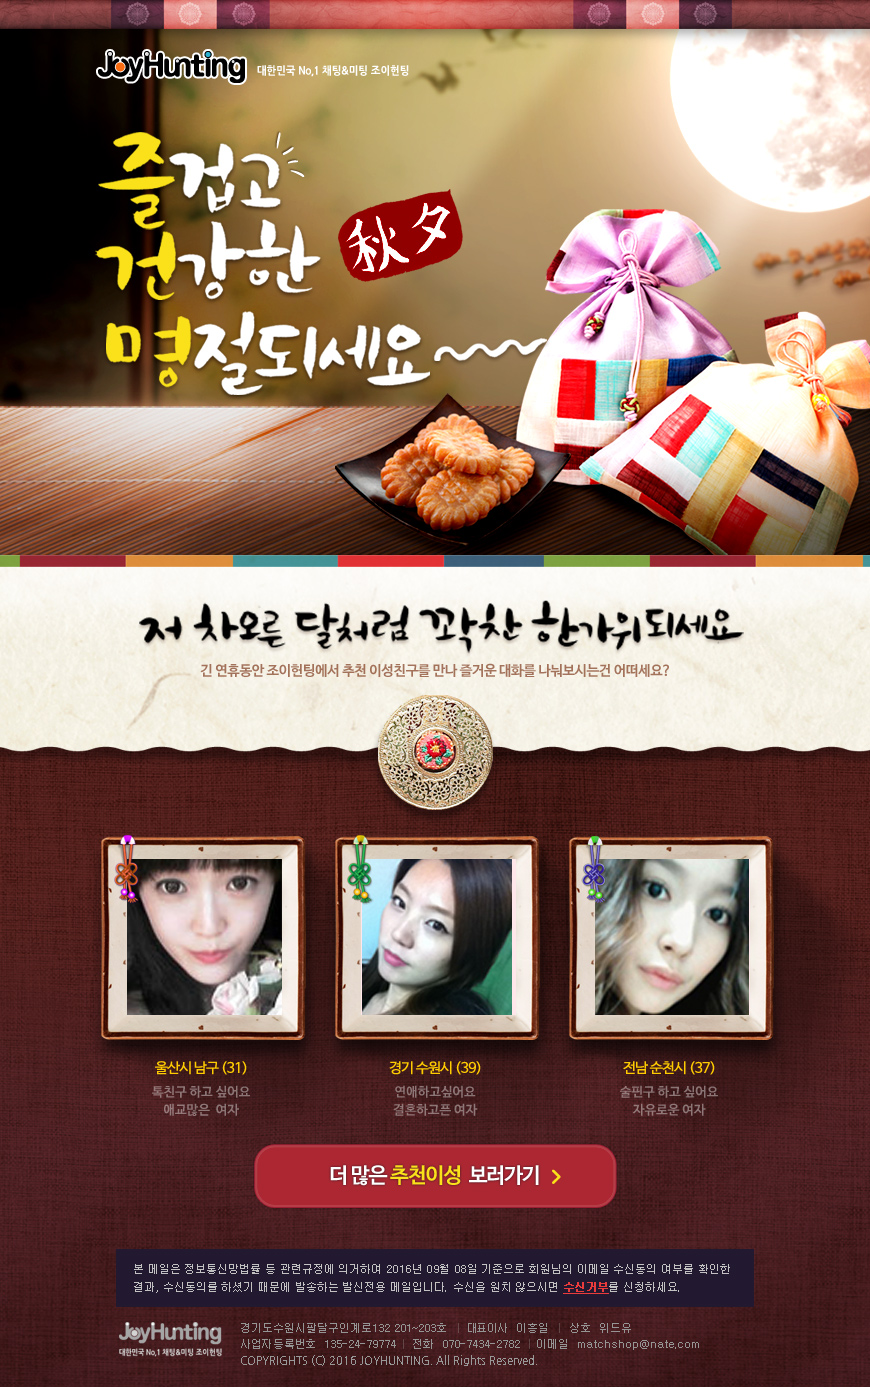 JoyHunting
대한민국 No.1 채팅&미팅 조이헌팅
즐겁고
건강한 秋夕
명절되세요~
저 차오른 달처럼 꽉찬 한가위되세요
긴 연휴동안 조이헌팅에서 추천 이성친구를 만나 즐거운 대화를 나눠보시는건 어떠세요?
울산시 남구 (31)
톡친구 하고 싶어요
애교많은 여자
경기 수원시 (39)
연애하고싶어요
결혼하고픈 여자
전남 순천시 (37)
술핀구 하고 싶어요
자유로운 여자
더 많은 추천이성 보러가기 >
본 메일은 정보통신망법률 등 관련규정에 의거하여 2016년 09월 08일 기준으로 회원님의 이메일 수신동의 여부를 확인한
결과, 수신동의를 하셨기 때문에 발송하는 발신전용 메일입니다. 수신을 원치 않으시면 수신거부를 신청하세요.
JoyHunting
대한민국 No.1 채팅&미팅 조이헌팅
경기도수원시팔달구인계로132 201~203호 | 대표이사 이홍일 | 상호 위드유
사업자등록번호 135-24-79774 | 전화 070-7434-2782 | 이메일 matchshop@nate.com
COPYRIGHTS (C) 2016 JOYHUNTING. All Rights Reserved.